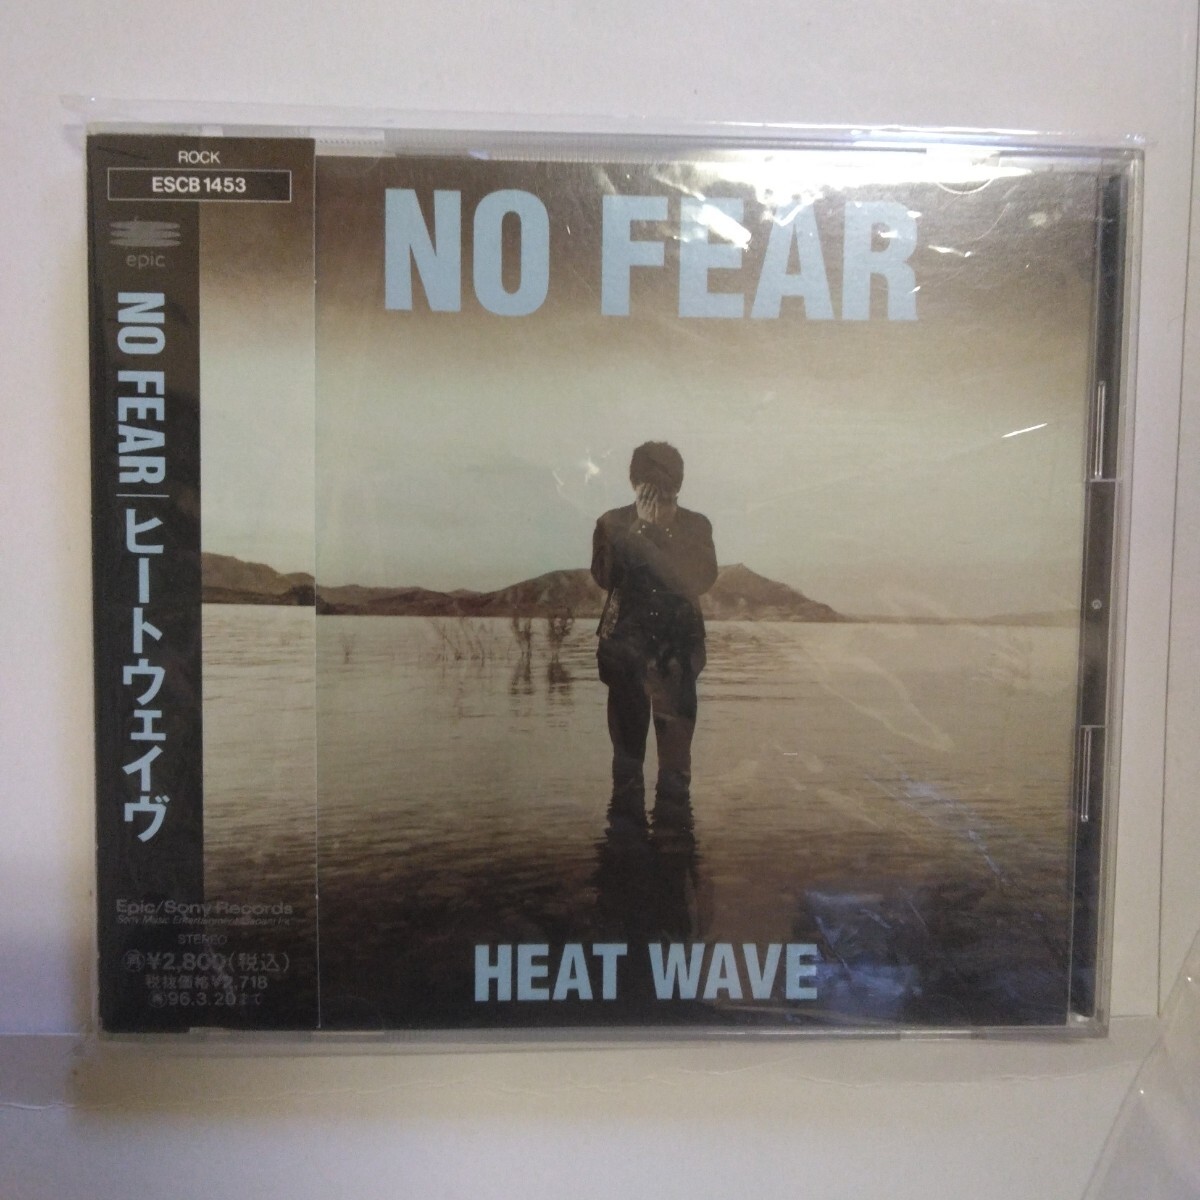 ROCK
ESCB 1453
epic
NO FEAR | ヒートウェイヴ
Epic/Sony Records
STEREO
¥2,800(税込)
税抜価格¥2,718
96.3.20まで
NO FEAR
HEAT WAVE